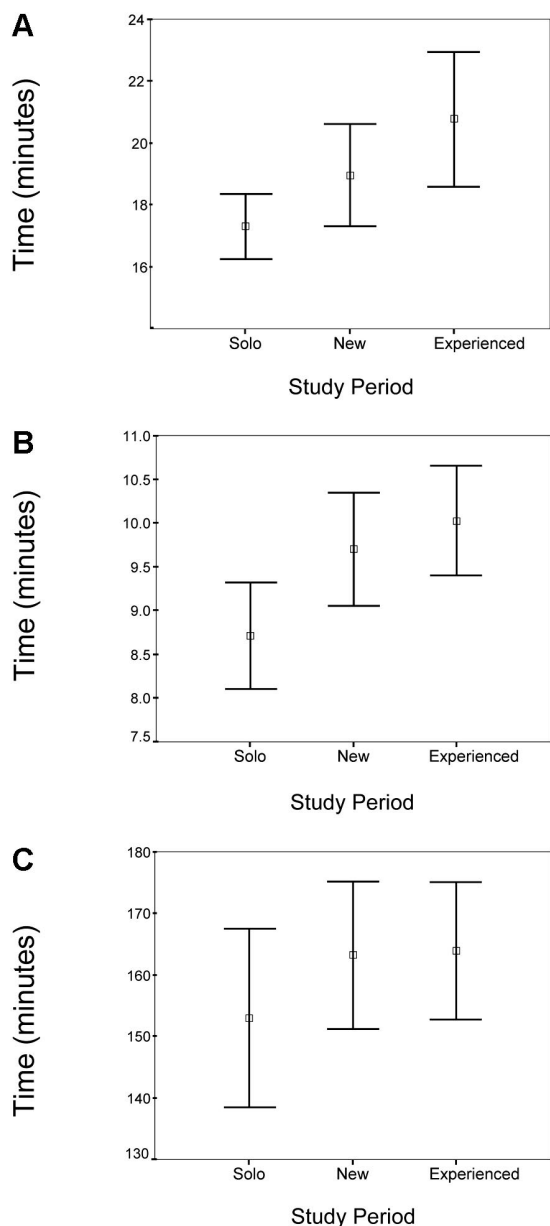 A
Time (minutes)
24
22
20
18
16
Solo New Experienced
Study Period
B
Time (minutes)
11.0
10.5
10.0
9.5
9.0
8.5
8.0
7.5
Solo New Experienced
Study Period
C
Time (minutes)
180
170
160
150
140
130
Solo New Experienced
Study Period